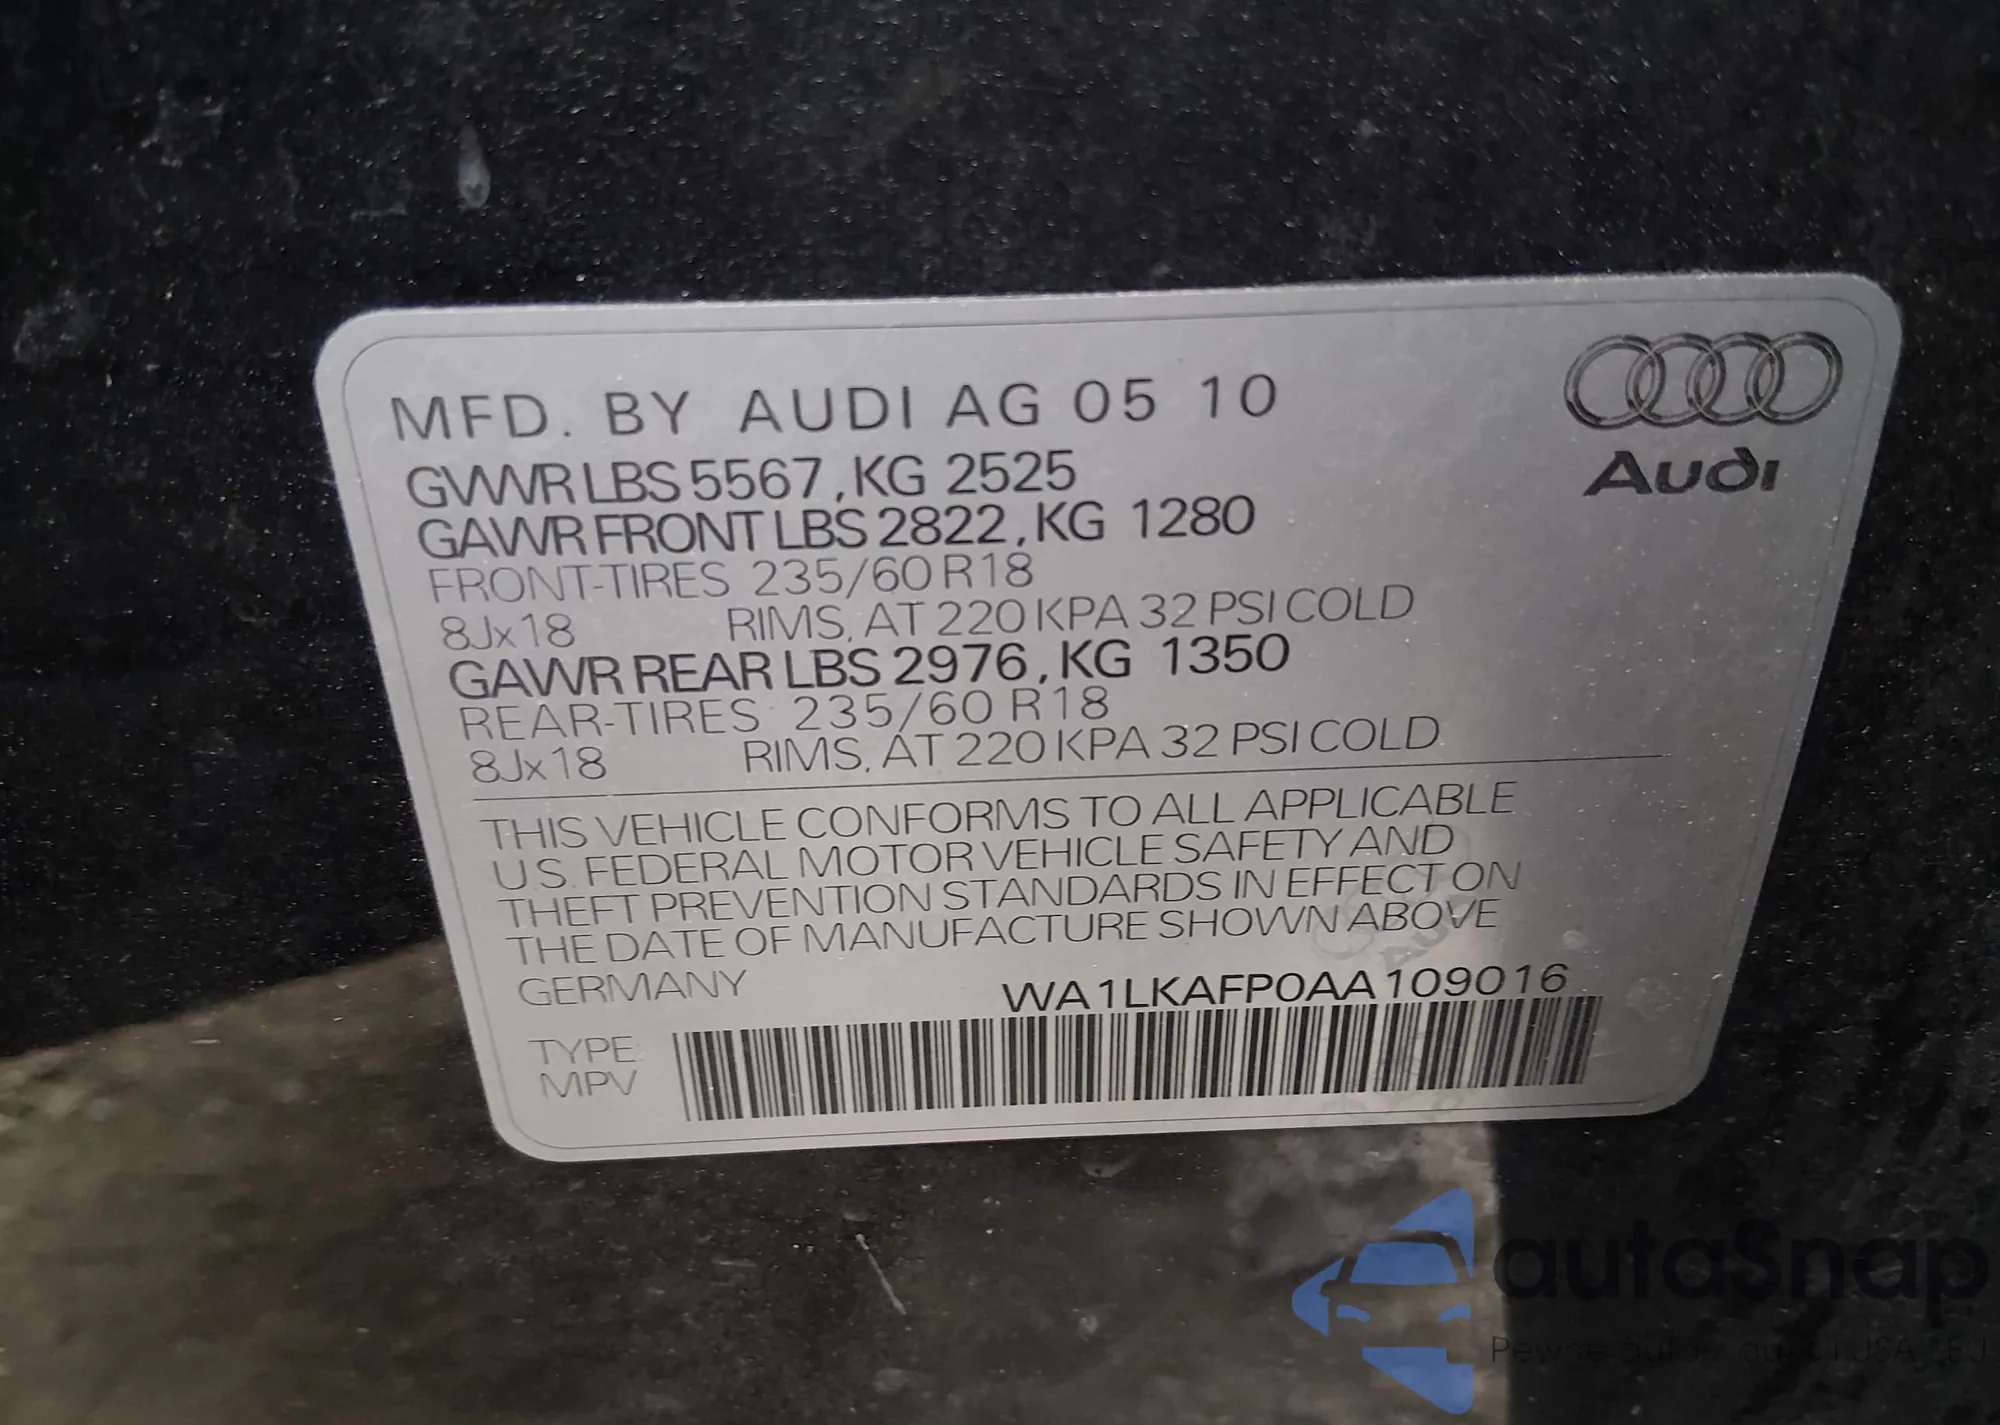 MFD. BY AUDI AG 05 10
Audi
GVWR LBS 5567, KG 2525
GAWR FRONT LBS 2822, KG 1280
FRONT-TIRES 235/60 R18
8Jx18 RIMS, AT 220 KPA 32 PSI COLD
GAWR REAR LBS 2976, KG 1350
REAR-TIRES 235/60 R18
8Jx18 RIMS, AT 220 KPA 32 PSI COLD
THIS VEHICLE CONFORMS TO ALL APPLICABLE
U.S. FEDERAL MOTOR VEHICLE SAFETY AND
THEFT PREVENTION STANDARDS IN EFFECT ON
THE DATE OF MANUFACTURE SHOWN ABOVE
GERMANY WA1LKAFP0AA109016
TYPE:
MPV
autaSnap
Pewne auta z